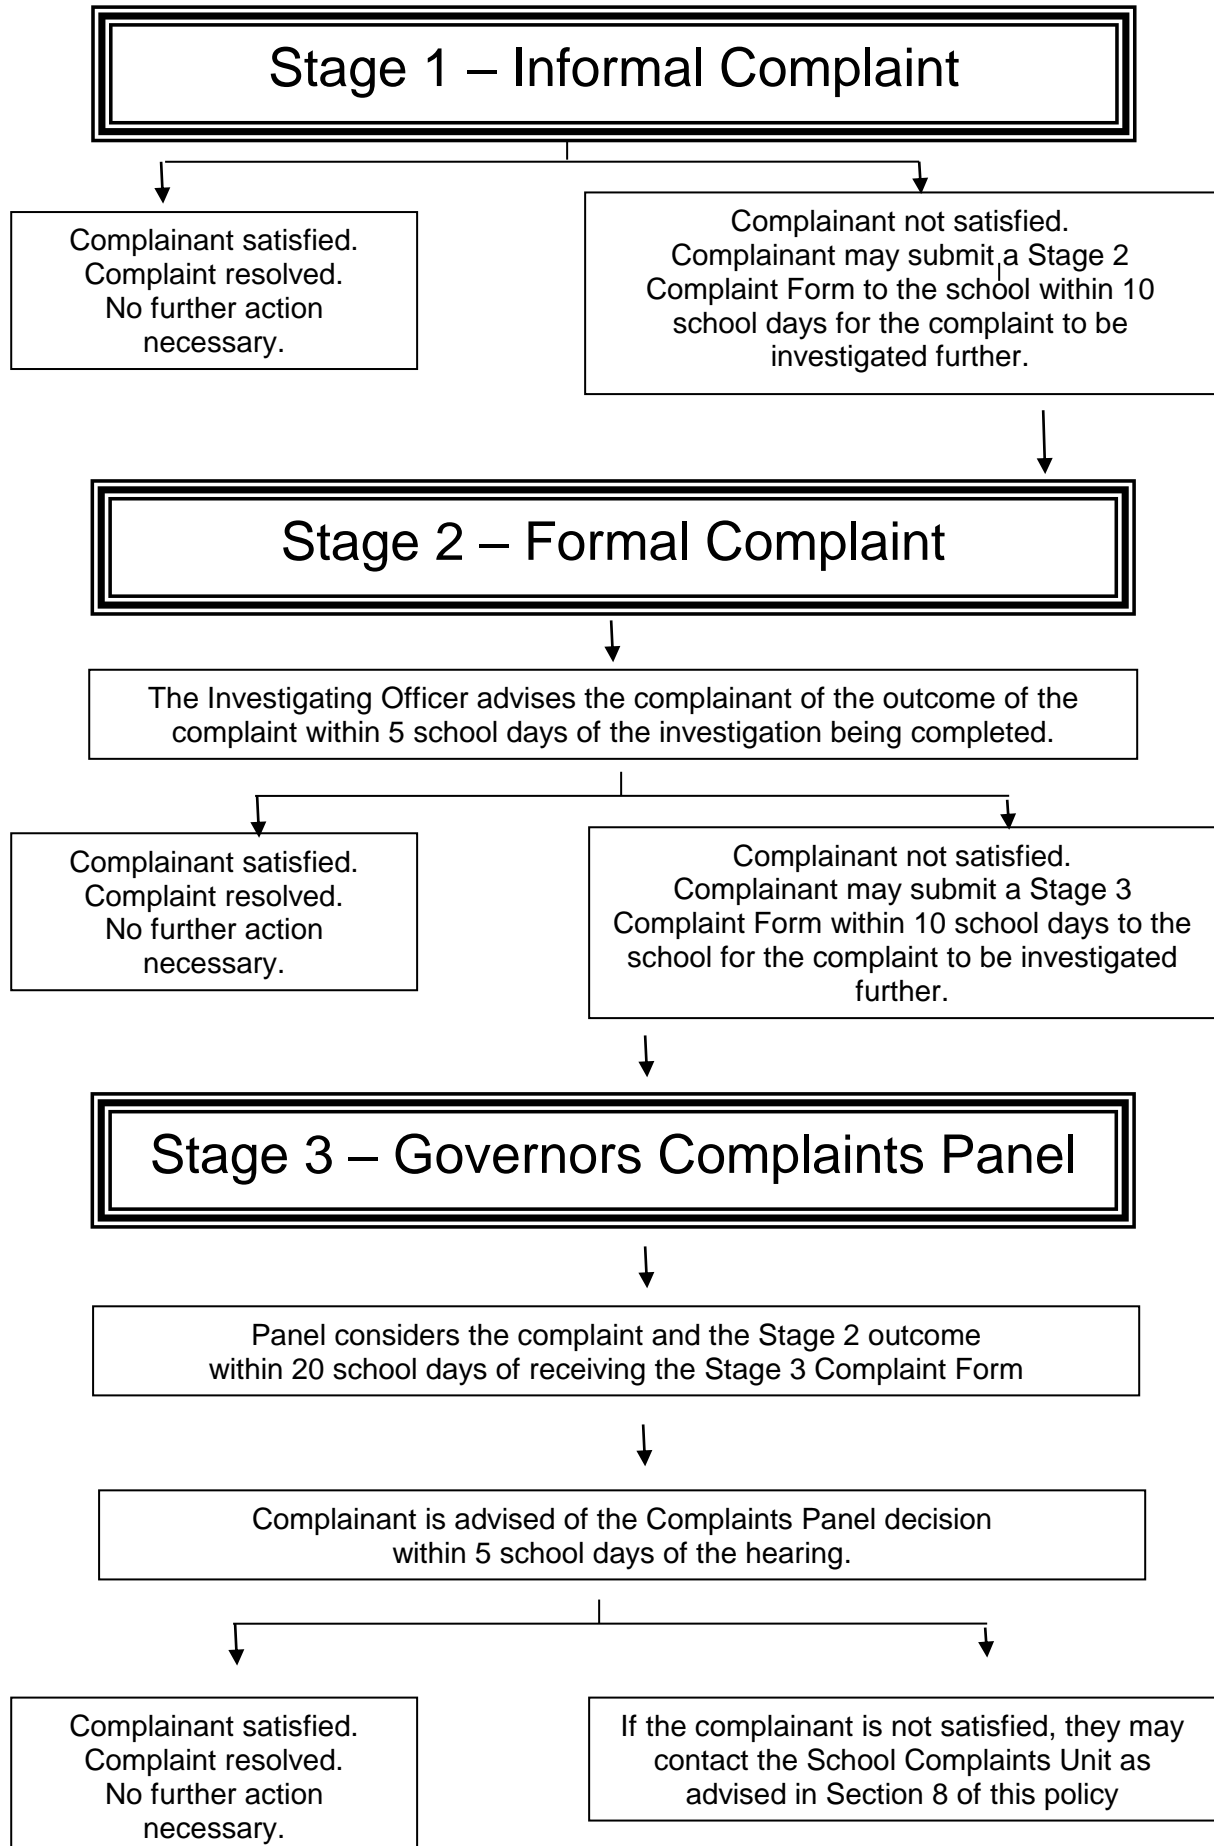 Stage 1 – Informal Complaint
Complainant satisfied.
Complaint resolved.
No further action
necessary.
Complainant not satisfied.
Complainant may submit a Stage 2
Complaint Form to the school within 10
school days for the complaint to be
investigated further.
Stage 2 – Formal Complaint
The Investigating Officer advises the complainant of the outcome of the
complaint within 5 school days of the investigation being completed.
Complainant satisfied.
Complaint resolved.
No further action
necessary.
Complainant not satisfied.
Complainant may submit a Stage 3
Complaint Form within 10 school days to the
school for the complaint to be investigated
further.
Stage 3 – Governors Complaints Panel
Panel considers the complaint and the Stage 2 outcome
within 20 school days of receiving the Stage 3 Complaint Form
Complainant is advised of the Complaints Panel decision
within 5 school days of the hearing.
Complainant satisfied.
Complaint resolved.
No further action
necessary.
If the complainant is not satisfied, they may
contact the School Complaints Unit as
advised in Section 8 of this policy